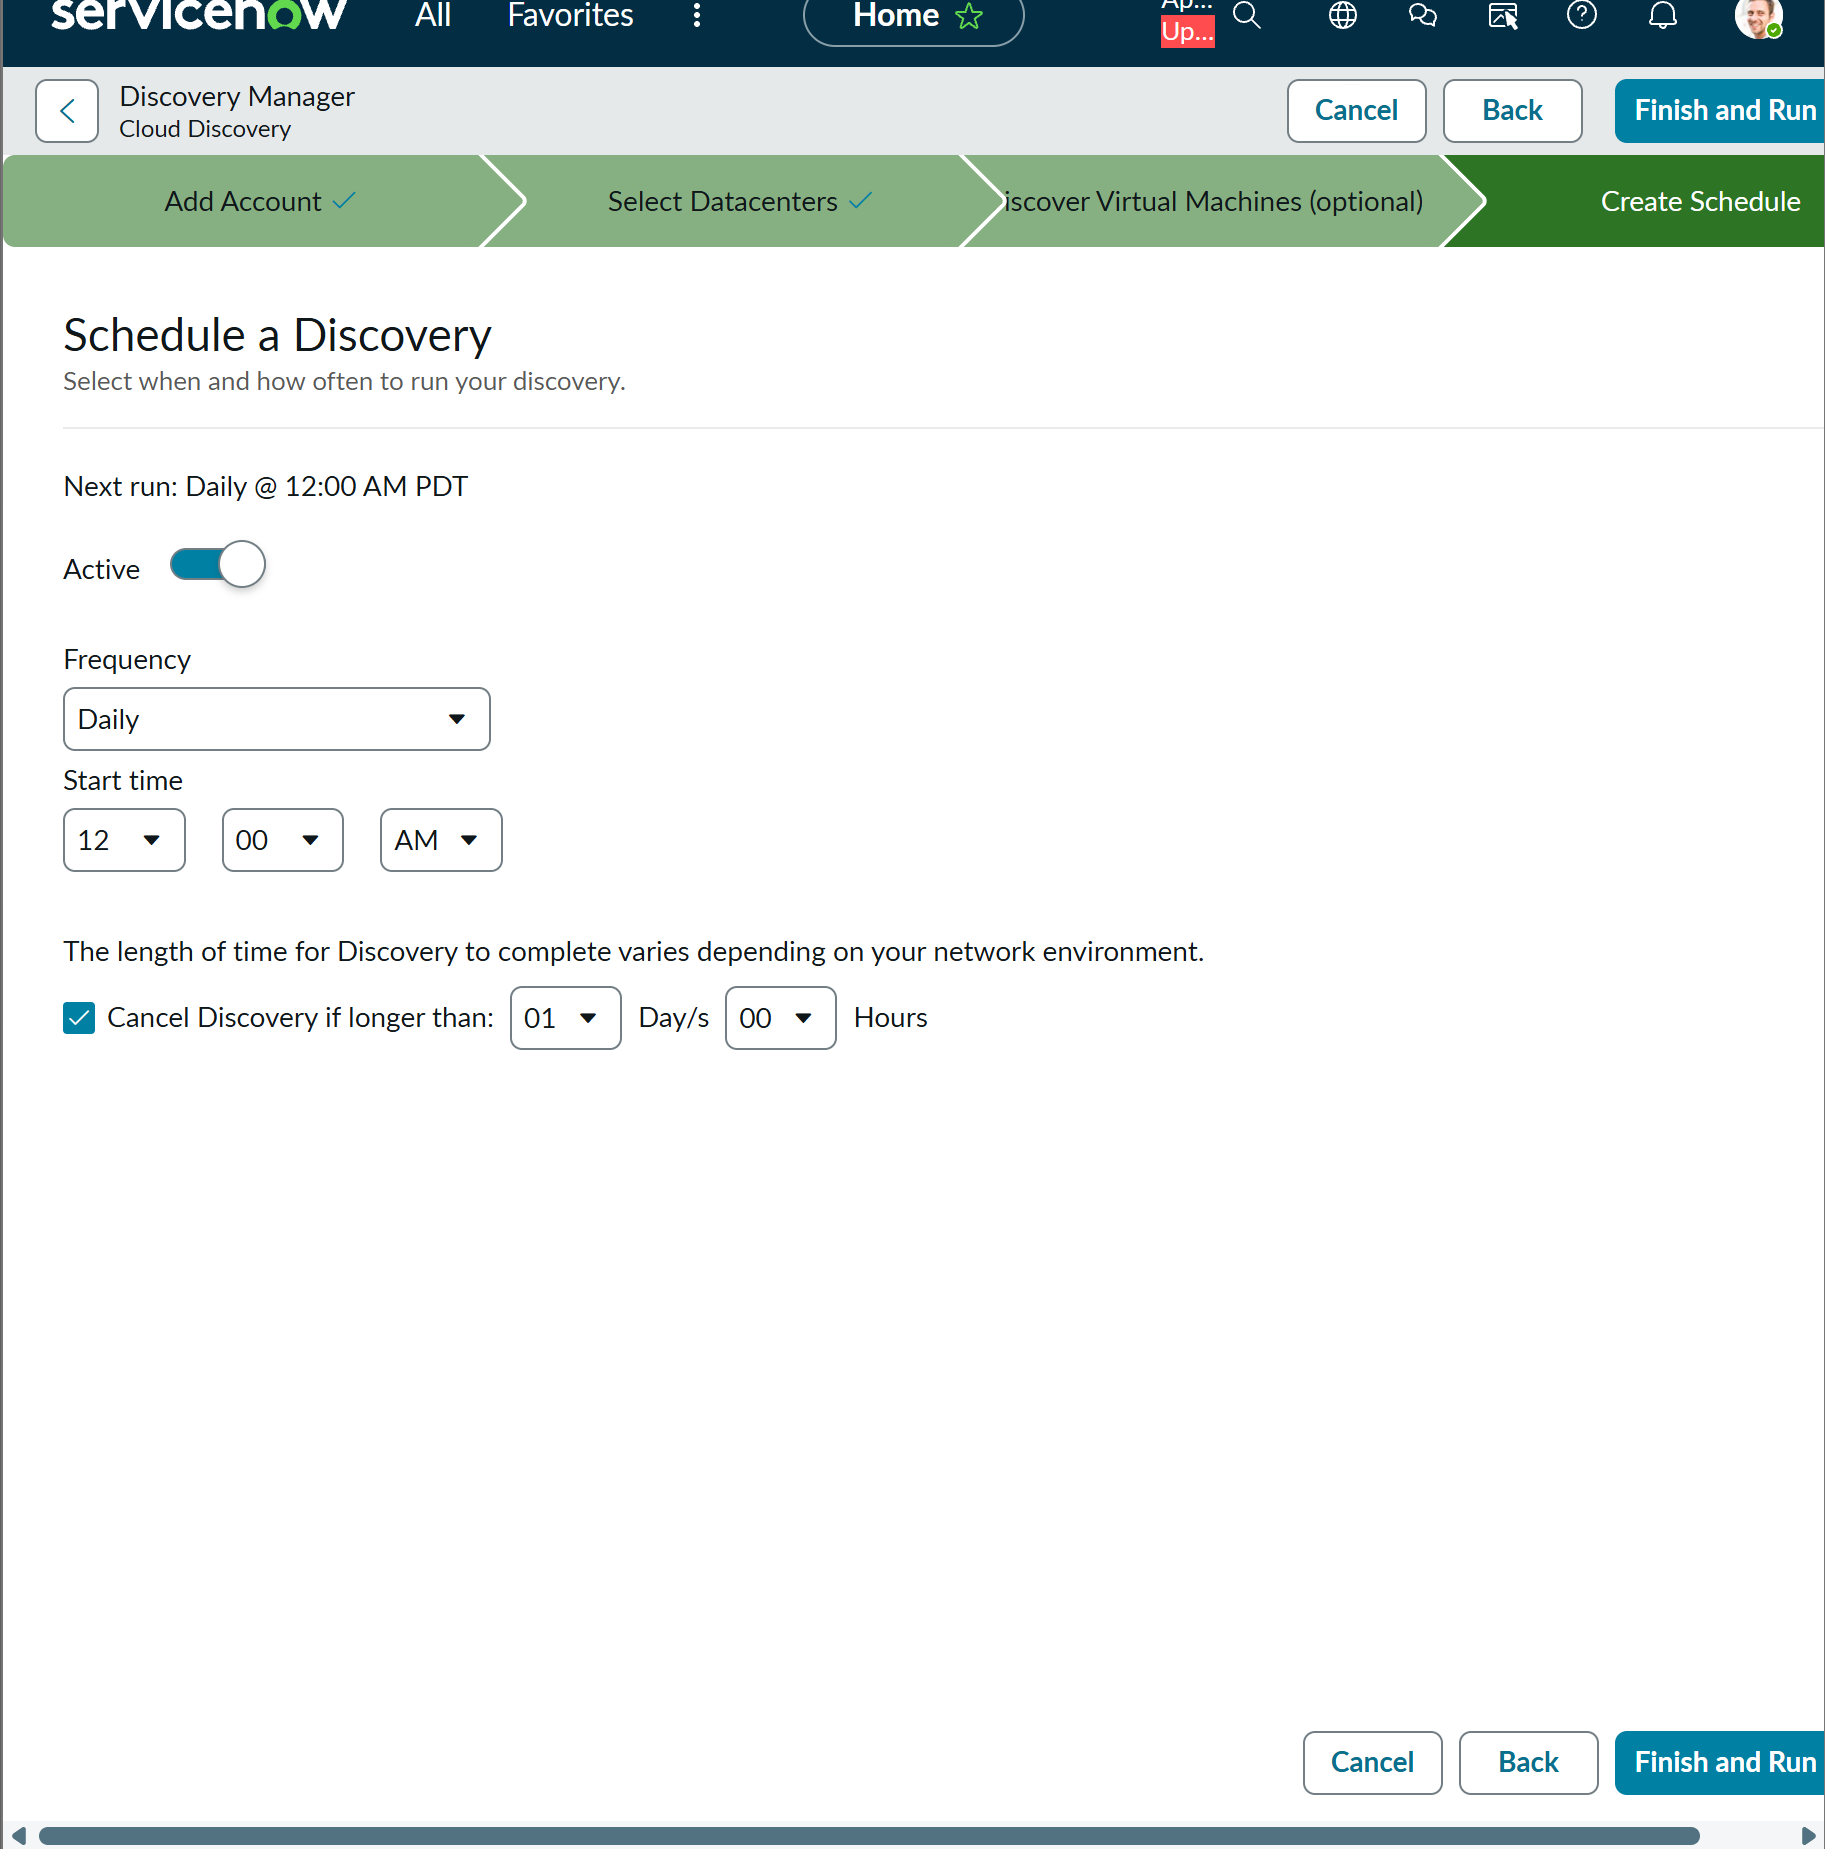 servicenow All Favorites Home Ap...
Up...
Discovery Manager
Cloud Discovery
Cancel Back Finish and Run
Add Account Select Datacenters iscover Virtual Machines (optional) Create Schedule
Schedule a Discovery
Select when and how often to run your discovery.
Next run: Daily @ 12:00 AM PDT
Active
Frequency
Daily
Start time
12 00 AM
The length of time for Discovery to complete varies depending on your network environment.
Cancel Discovery if longer than: 01 Day/s 00 Hours
Cancel Back Finish and Run